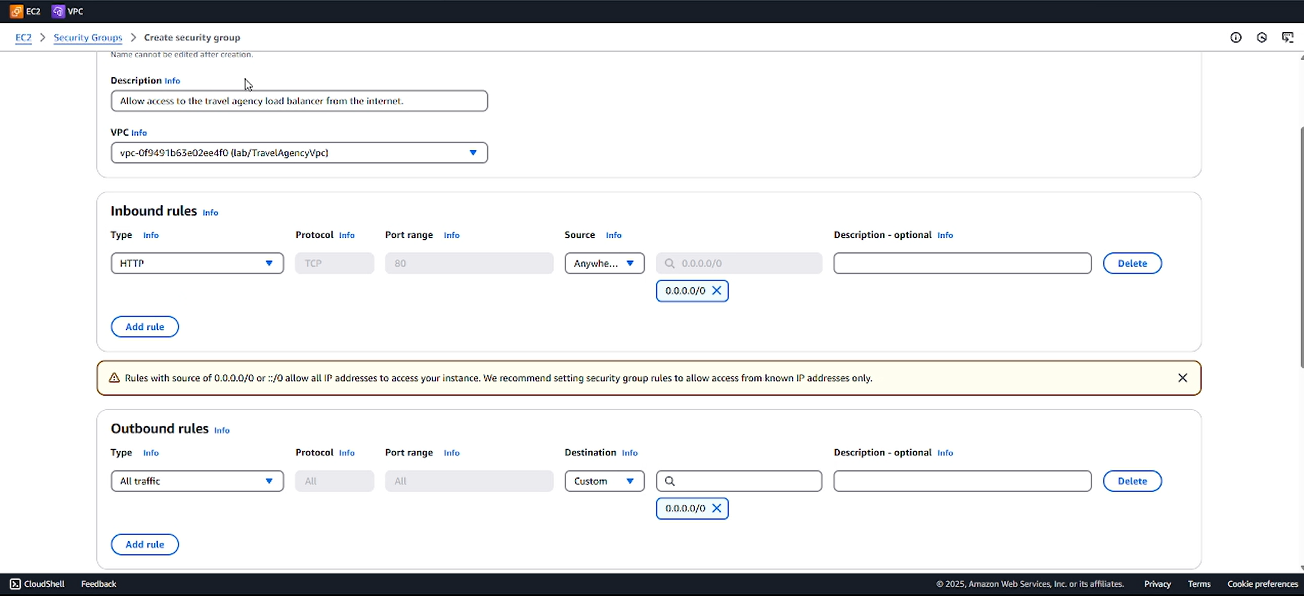 EC2 VPC
EC2 > Security Groups > Create security group
Name cannot be edited after creation.
Description Info
Allow access to the travel agency load balancer from the internet.
VPC Info
vpc-0f9491b63e02ee4f0 (lab/TravelAgencyVpc)
Inbound rules Info
Type Info Protocol Info Port range Info Source Info Description - optional Info
HTTP TCP 80 Anywhe... 0.0.0.0/0 Delete
0.0.0.0/0
Add rule
Rules with source of 0.0.0.0/0 or ::/0 allow all IP addresses to access your instance. We recommend setting security group rules to allow access from known IP addresses only.
Outbound rules Info
Type Info Protocol Info Port range Info Destination Info Description - optional Info
All traffic All All Custom Delete
0.0.0.0/0
Add rule
CloudShell Feedback © 2025, Amazon Web Services, Inc. or its affiliates. Privacy Terms Cookie preferences